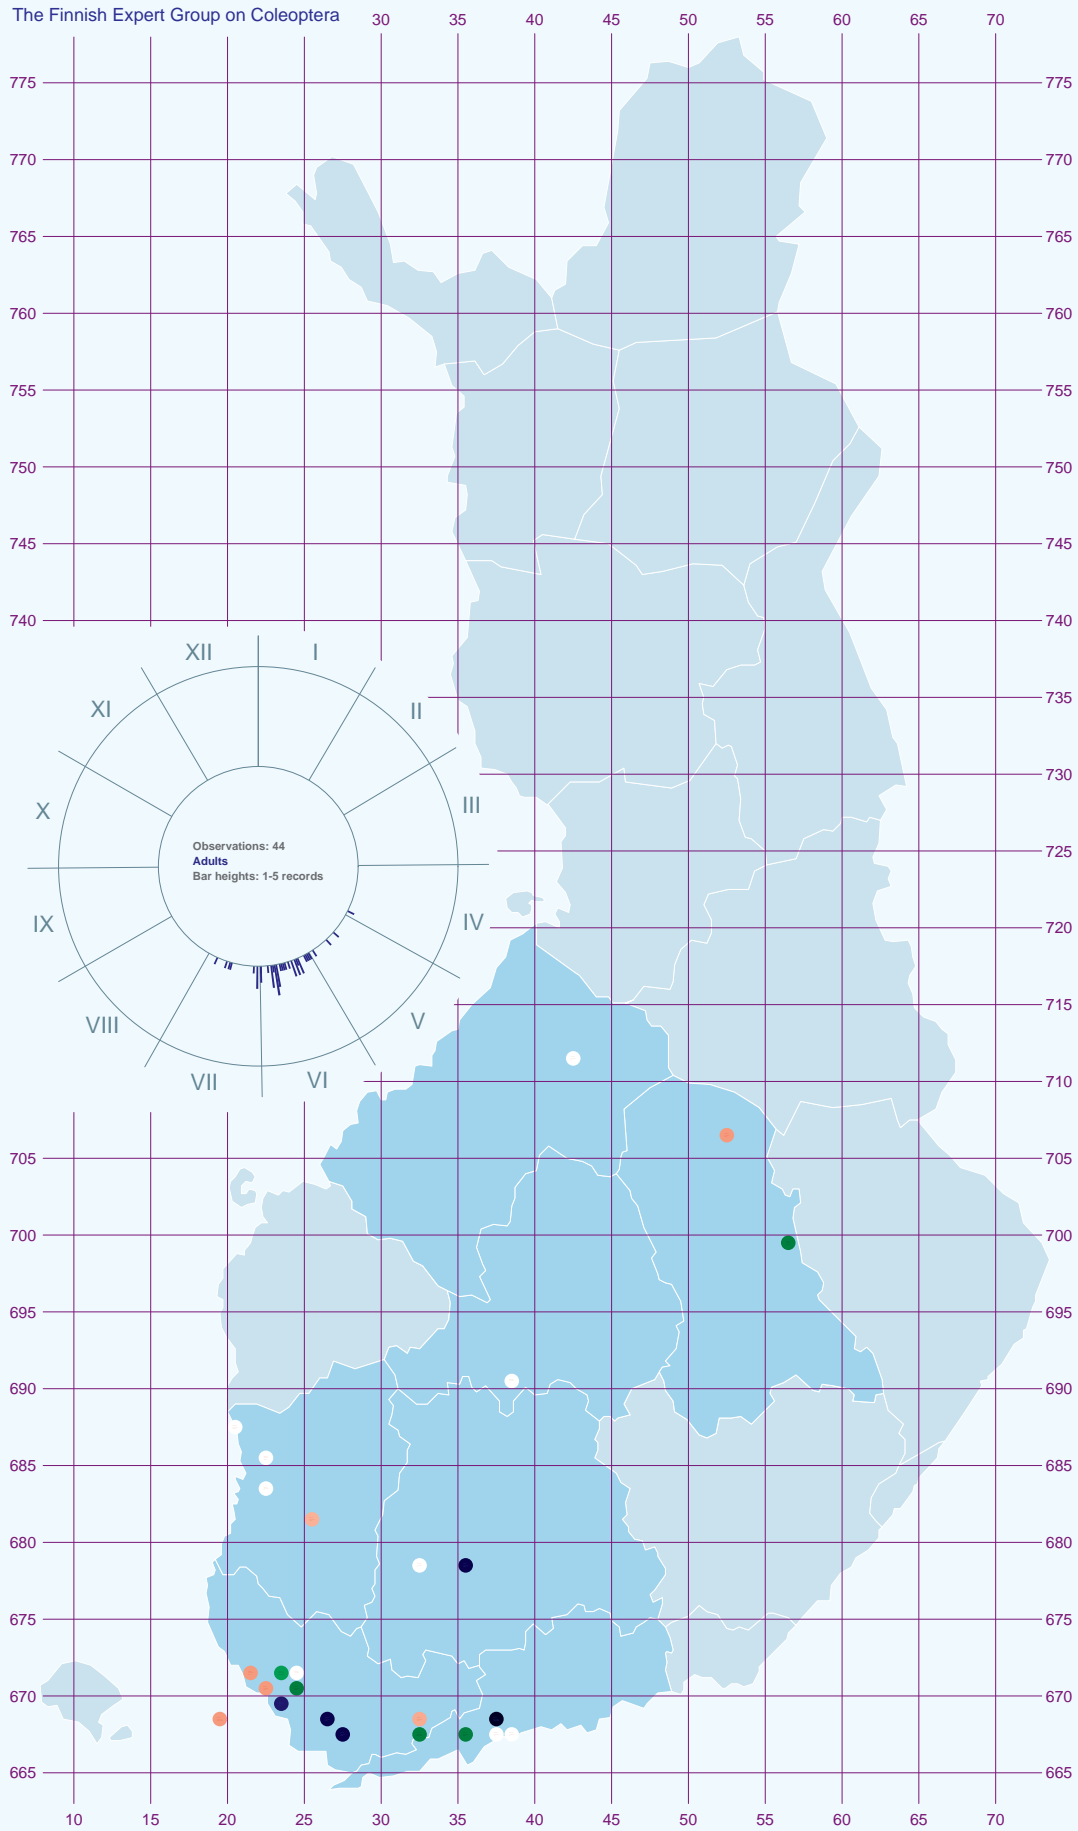 The Finnish Expert Group on Coleoptera
30 35 40 45 50 55 60 65 70
775 775
770 770
765 765
760 760
755 755
750 750
745 745
740 740
735
730
725
720
715
710
705 705
700 700
695 695
690 690
685 685
680 680
675 675
670 670
665 665
XII I
XI II
X III
IX IV
VIII V
VII VI
Observations: 44
Adults
Bar heights: 1-5 records
10 15 20 25 30 35 40 45 50 55 60 65 70